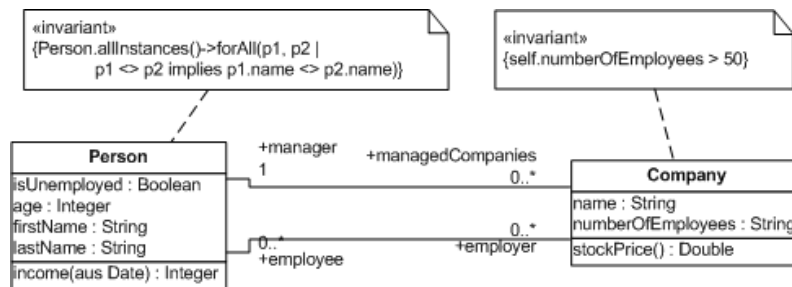 «invariant»
{Person.allInstances()->forAll(p1, p2 |
p1 <> p2 implies p1.name <> p2.name)}
«invariant»
{self.numberOfEmployees > 50}
Person
isUnemployed : Boolean
age : Integer
firstName : String
lastName : String
income(aus Date) : Integer
+manager
1
+managedCompanies
0..*
0..*
+employee
0..*
+employer
Company
name : String
numberOfEmployees : String
stockPrice() : Double